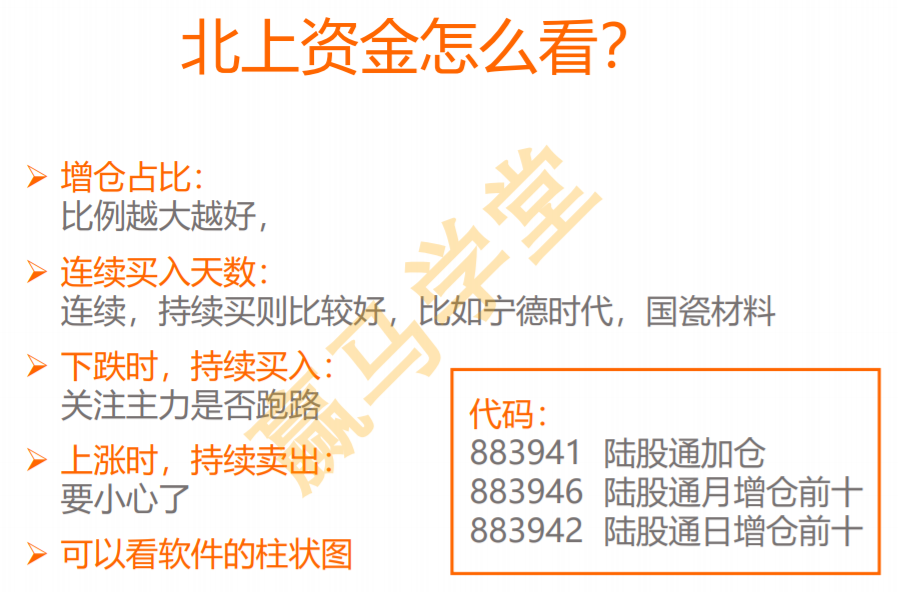 北上资金怎么看？
➢ 增仓占比：
比例越大越好，
➢ 连续买入天数：
连续，持续买则比较好，比如宁德时代，国瓷材料
➢ 下跌时，持续买入：
关注主力是否跑路
➢ 上涨时，持续卖出：
要小心了
➢ 可以看软件的柱状图
代码：
883941 陆股通加仓
883946 陆股通月增仓前十
883942 陆股通日增仓前十
赢马学堂